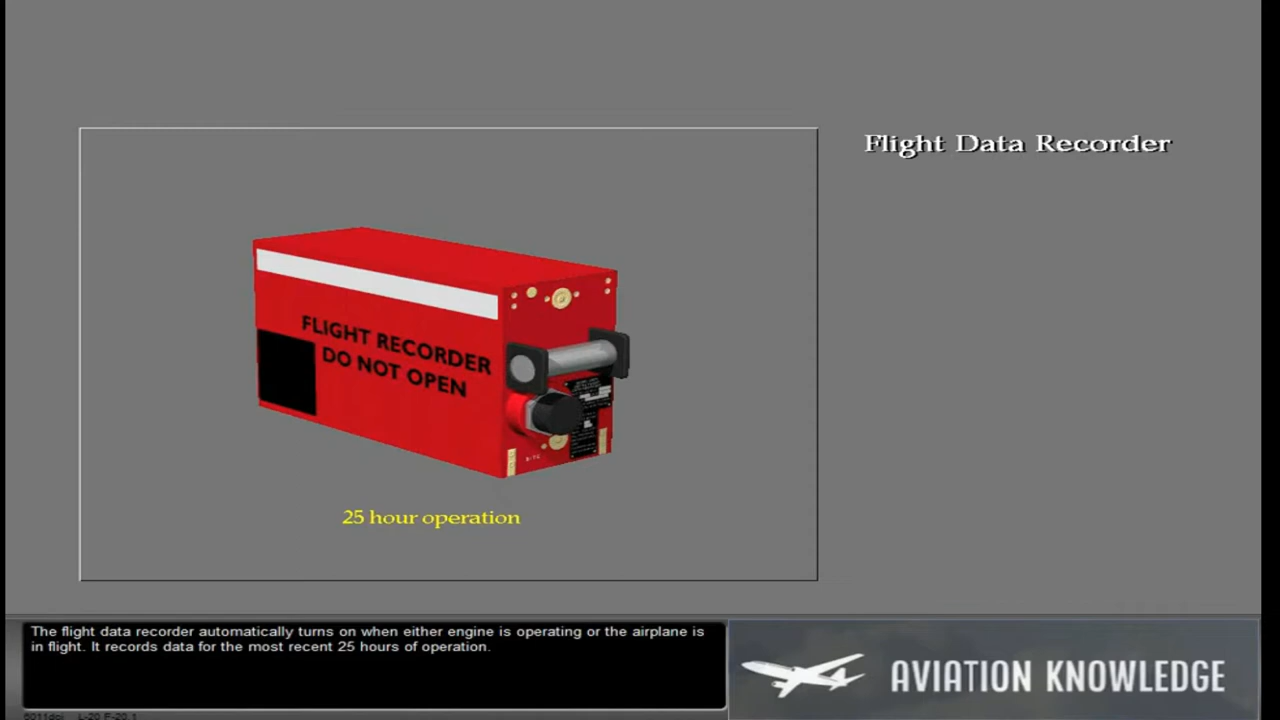 Flight Data Recorder
FLIGHT RECORDER
DO NOT OPEN
25 hour operation
The flight data recorder automatically turns on when either engine is operating or the airplane is
in flight. It records data for the most recent 25 hours of operation.
AVIATION KNOWLEDGE